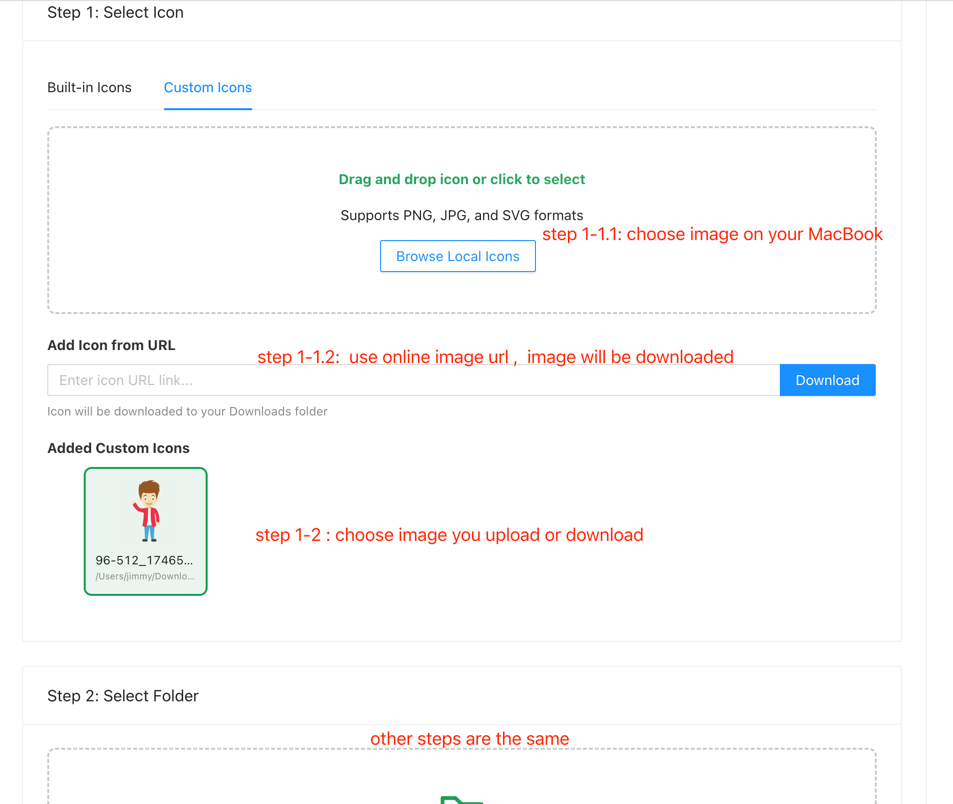 Step 1: Select Icon
Built-in Icons
Custom Icons
Drag and drop icon or click to select
Supports PNG, JPG, and SVG formats
step 1-1.1: choose image on your MacBook
Browse Local Icons
Add Icon from URL
step 1-1.2:  use online image url ,  image will be downloaded
Enter icon URL link...
Download
Icon will be downloaded to your Downloads folder
Added Custom Icons
step 1-2 : choose image you upload or download
96-512_17465...
/Users/jimmy/Downlo...
Step 2: Select Folder
other steps are the same